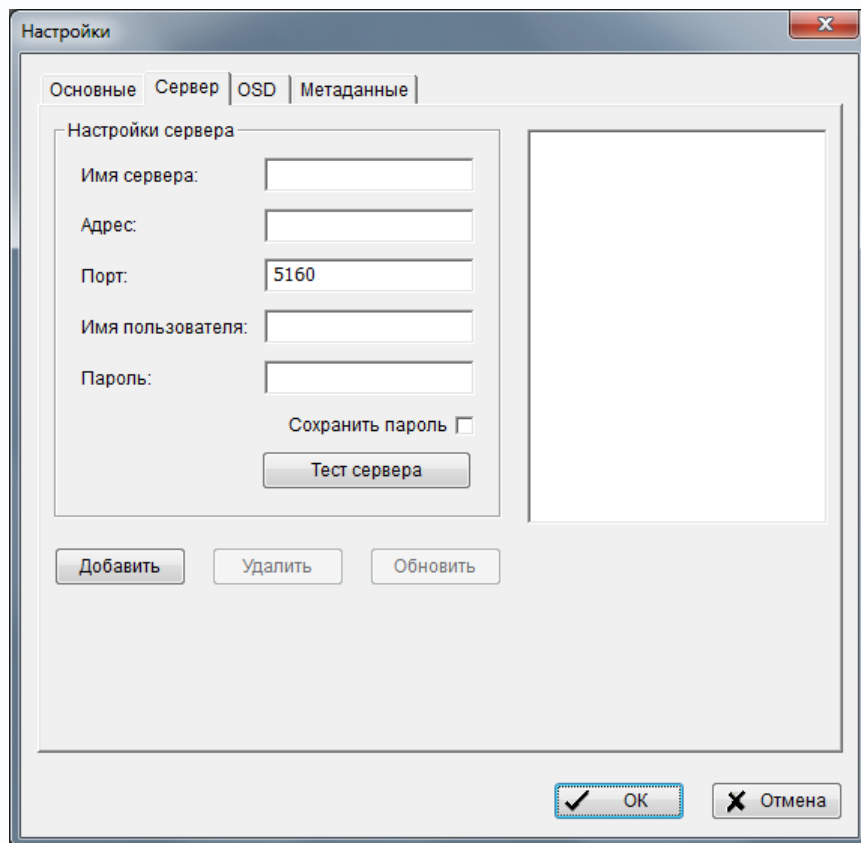 Настройки
Основные Сервер OSD Метаданные
Настройки сервера
Имя сервера:
Адрес:
Порт: 5160
Имя пользователя:
Пароль:
Сохранить пароль
Тест сервера
Добавить Удалить Обновить
ОК Отмена